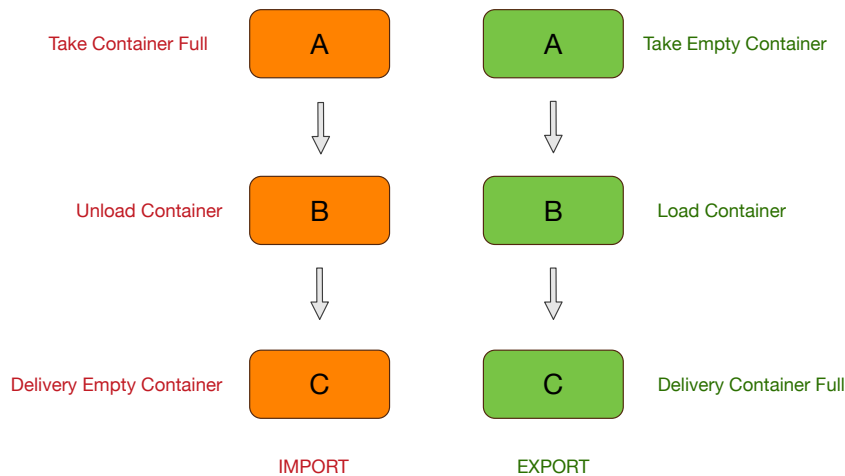 Take Container Full
A
A
Take Empty Container
Unload Container
B
B
Load Container
Delivery Empty Container
C
C
Delivery Container Full
IMPORT
EXPORT